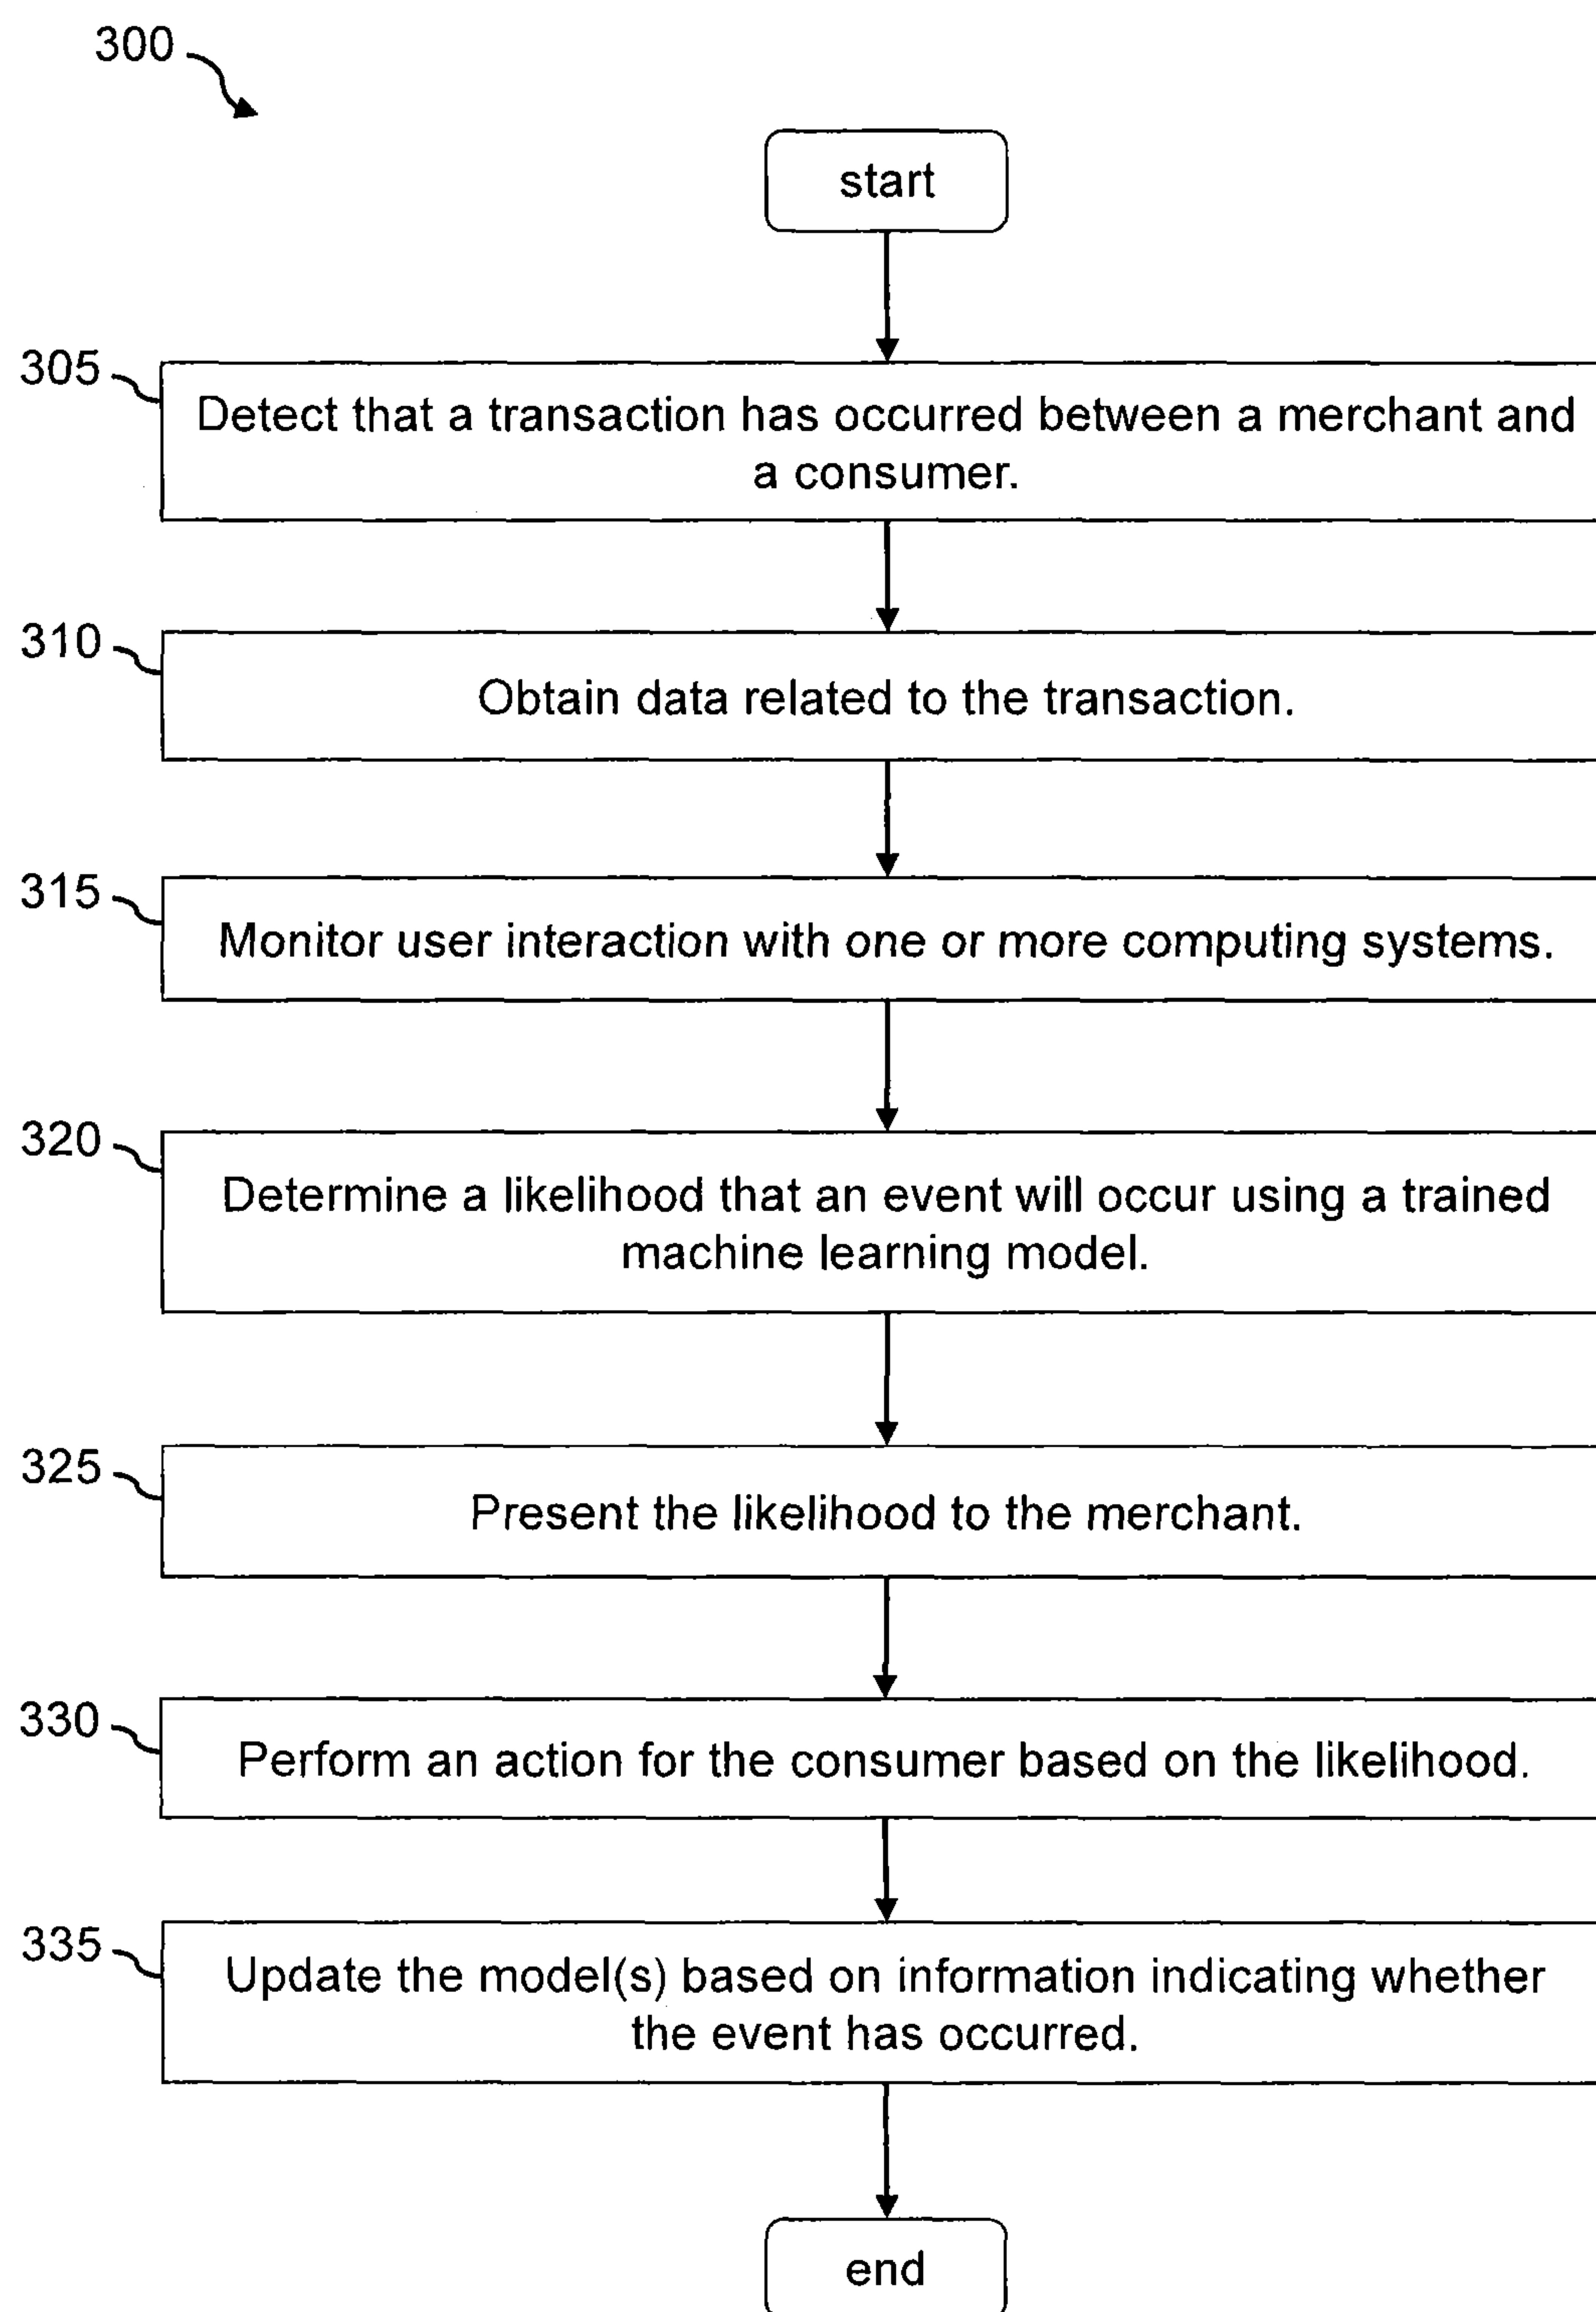 300
start
305
Detect that a transaction has occurred between a merchant and
a consumer.
310
Obtain data related to the transaction.
315
Monitor user interaction with one or more computing systems.
320
Determine a likelihood that an event will occur using a trained
machine learning model.
325
Present the likelihood to the merchant.
330
Perform an action for the consumer based on the likelihood.
335
Update the model(s) based on information indicating whether
the event has occurred.
end